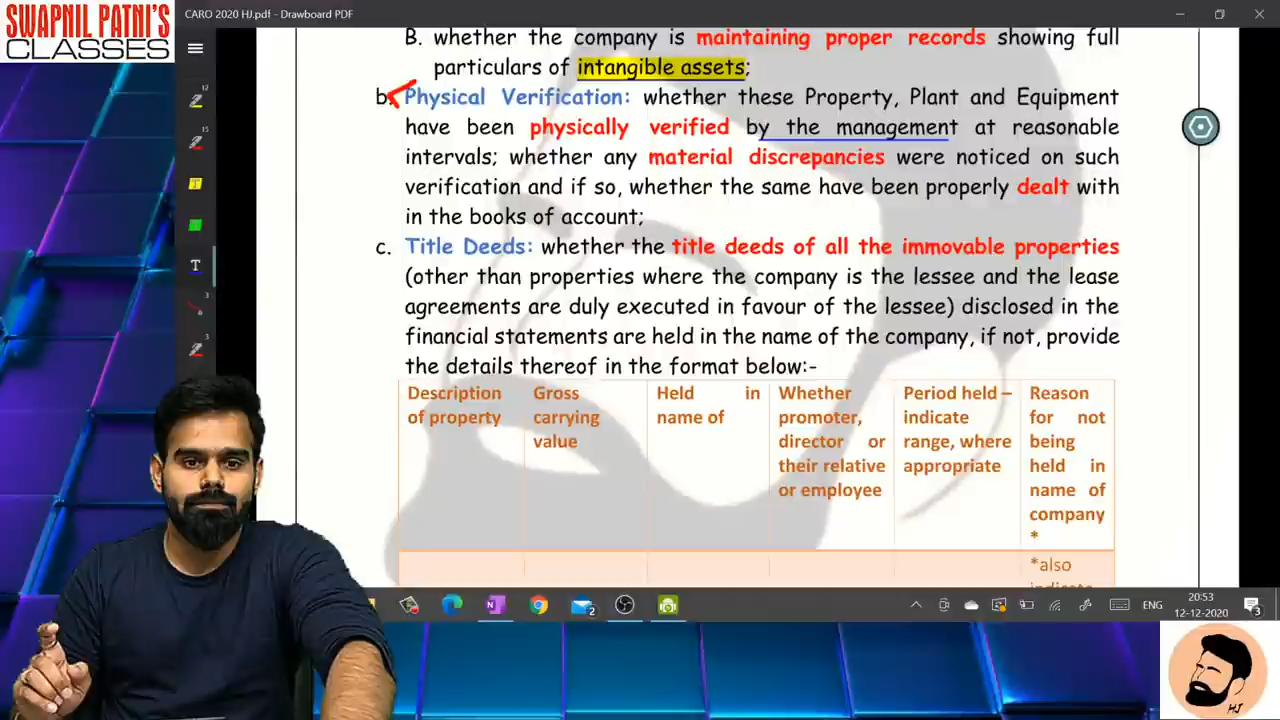 SWAPNIL PATNI'S
CLASSES
CARO 2020 HJ.pdf - Drawboard PDF
B. whether the company is maintaining proper records showing full
particulars of intangible assets;
b. Physical Verification: whether these Property, Plant and Equipment
have been physically verified by the management at reasonable
intervals; whether any material discrepancies were noticed on such
verification and if so, whether the same have been properly dealt with
in the books of account;
c. Title Deeds: whether the title deeds of all the immovable properties
(other than properties where the company is the lessee and the lease
agreements are duly executed in favour of the lessee) disclosed in the
financial statements are held in the name of the company, if not, provide
the details thereof in the format below:-
Description
of property
Gross
carrying
value
Held in
name of
Whether
promoter,
director or
their relative
or employee
Period held –
indicate
range, where
appropriate
Reason
for not
being
held in
name of
company
*
*also
indicate
12
15
T
3
6
3
2
ENG
20:53
12-12-2020
3
HJ